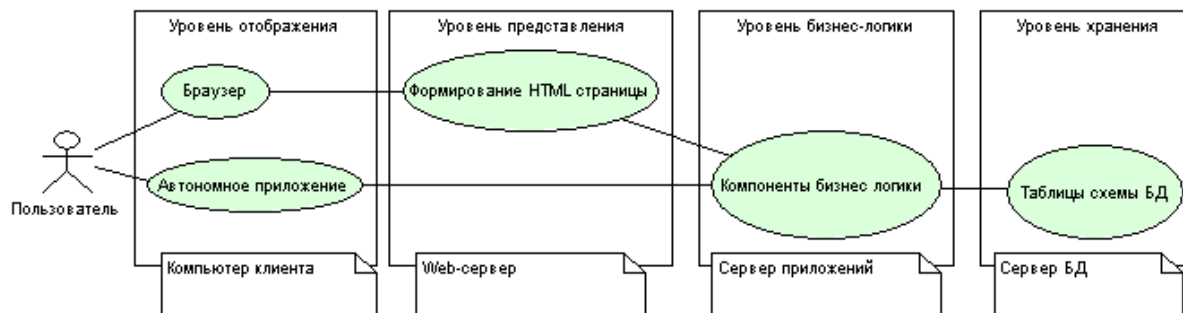 Уровень отображения
Уровень представления
Уровень бизнес-логики
Уровень хранения
Браузер
Формирование HTML страницы
Автономное приложение
Компоненты бизнес логики
Таблицы схемы БД
Пользователь
Компьютер клиента
Web-сервер
Сервер приложений
Сервер БД